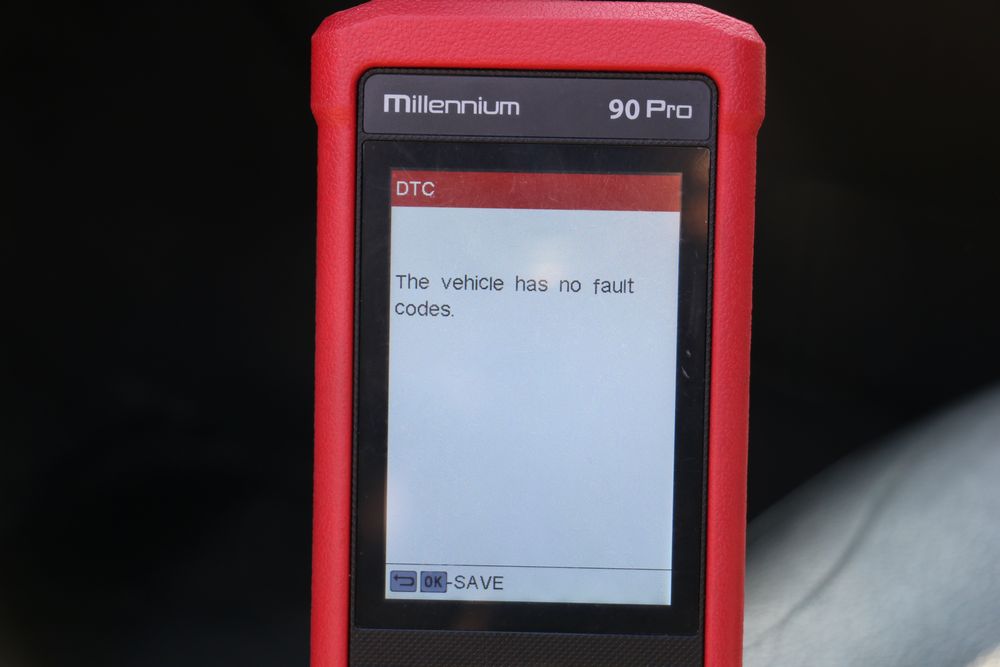 Millennium 90 Pro
DTC
The vehicle has no fault
codes.
OK-SAVE